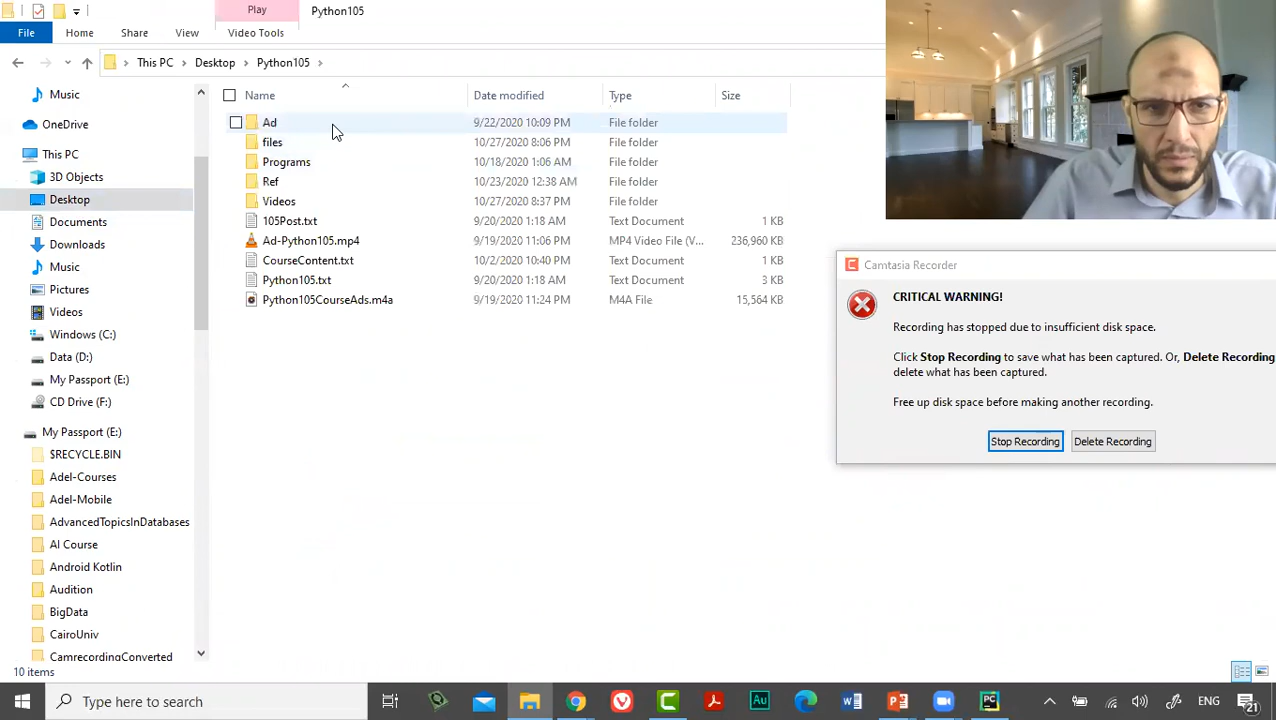 Play
Python105
File
Home
Share
View
Video Tools
This PC
Desktop
Python105
Name
Date modified
Type
Size
Ad
9/22/2020 10:09 PM
File folder
files
10/27/2020 8:06 PM
File folder
Programs
10/18/2020 1:06 AM
File folder
Ref
10/23/2020 12:38 AM
File folder
Videos
10/27/2020 8:37 PM
File folder
105Post.txt
9/20/2020 1:18 AM
Text Document
1 KB
Ad-Python105.mp4
9/19/2020 11:06 PM
MP4 Video File (V...
236,960 KB
CourseContent.txt
10/2/2020 10:40 PM
Text Document
1 KB
Python105.txt
9/20/2020 1:18 AM
Text Document
3 KB
Python105CourseAds.m4a
9/19/2020 11:24 PM
M4A File
15,564 KB
Music
OneDrive
This PC
3D Objects
Desktop
Documents
Downloads
Music
Pictures
Videos
Windows (C:)
Data (D:)
My Passport (E:)
CD Drive (F:)
My Passport (E:)
$RECYCLE.BIN
Adel-Courses
Adel-Mobile
AdvancedTopicsInDatabases
AI Course
Android Kotlin
Audition
BigData
CairoUniv
CamrecordingConverted
Camtasia Recorder
CRITICAL WARNING!
Recording has stopped due to insufficient disk space.
Click Stop Recording to save what has been captured. Or, Delete Recording
delete what has been captured.
Free up disk space before making another recording.
Stop Recording
Delete Recording
10 items
Type here to search
Au
ENG
21